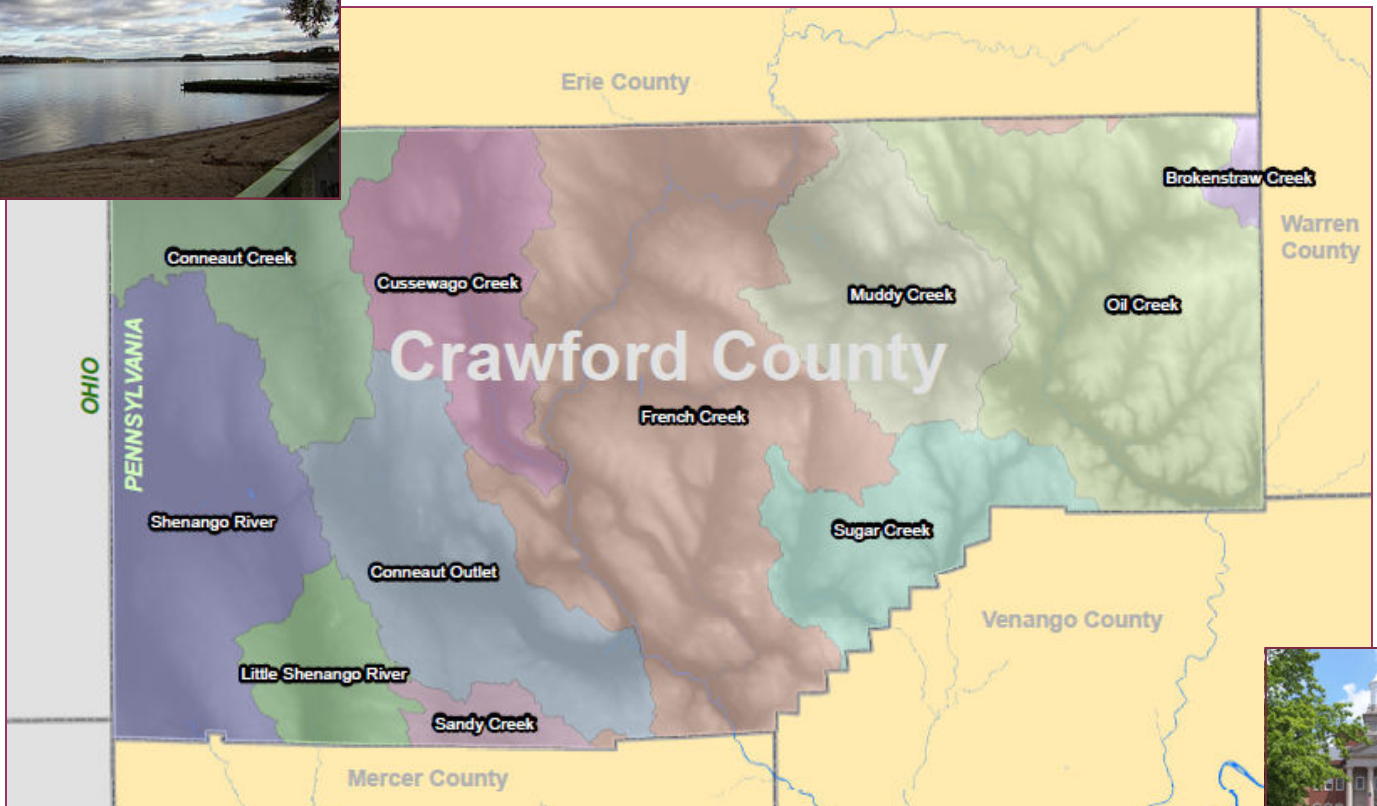 Erie County
Brokenstraw Creek
Warren
County
Conneaut Creek
Cussewago Creek
Muddy Creek
Oil Creek
OHIO
PENNSYLVANIA
Crawford County
French Creek
Shenango River
Sugar Creek
Conneaut Outlet
Venango County
Little Shenango River
Sandy Creek
Mercer County